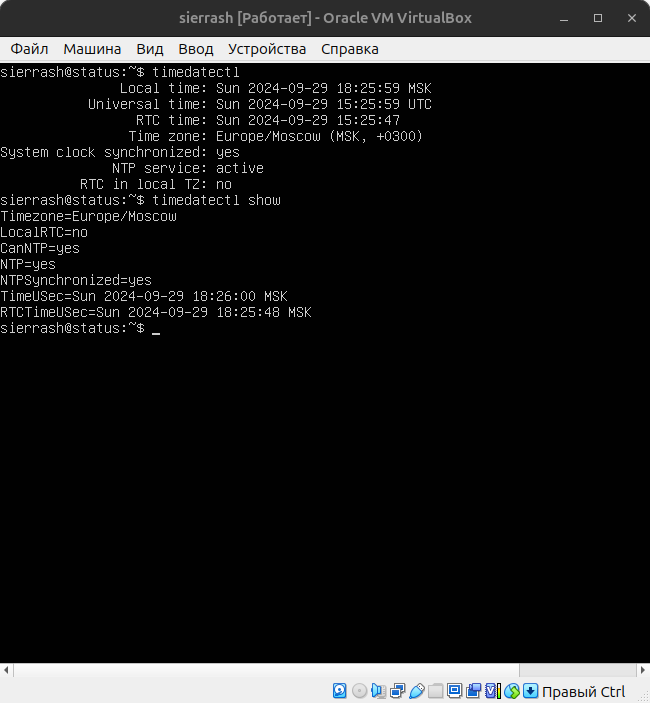 sierrash [Работает] - Oracle VM VirtualBox
Файл Машина Вид Ввод Устройства Справка
sierrash@status:~$ timedatectl
Local time: Sun 2024-09-29 18:25:59 MSK
Universal time: Sun 2024-09-29 15:25:59 UTC
RTC time: Sun 2024-09-29 15:25:47
Time zone: Europe/Moscow (MSK, +0300)
System clock synchronized: yes
NTP service: active
RTC in local TZ: no
sierrash@status:~$ timedatectl show
Timezone=Europe/Moscow
LocalRTC=no
CanNTP=yes
NTP=yes
NTPSynchronized=yes
TimeUSec=Sun 2024-09-29 18:26:00 MSK
RTCTimeUSec=Sun 2024-09-29 18:25:48 MSK
sierrash@status:~$ _
Правый Ctrl